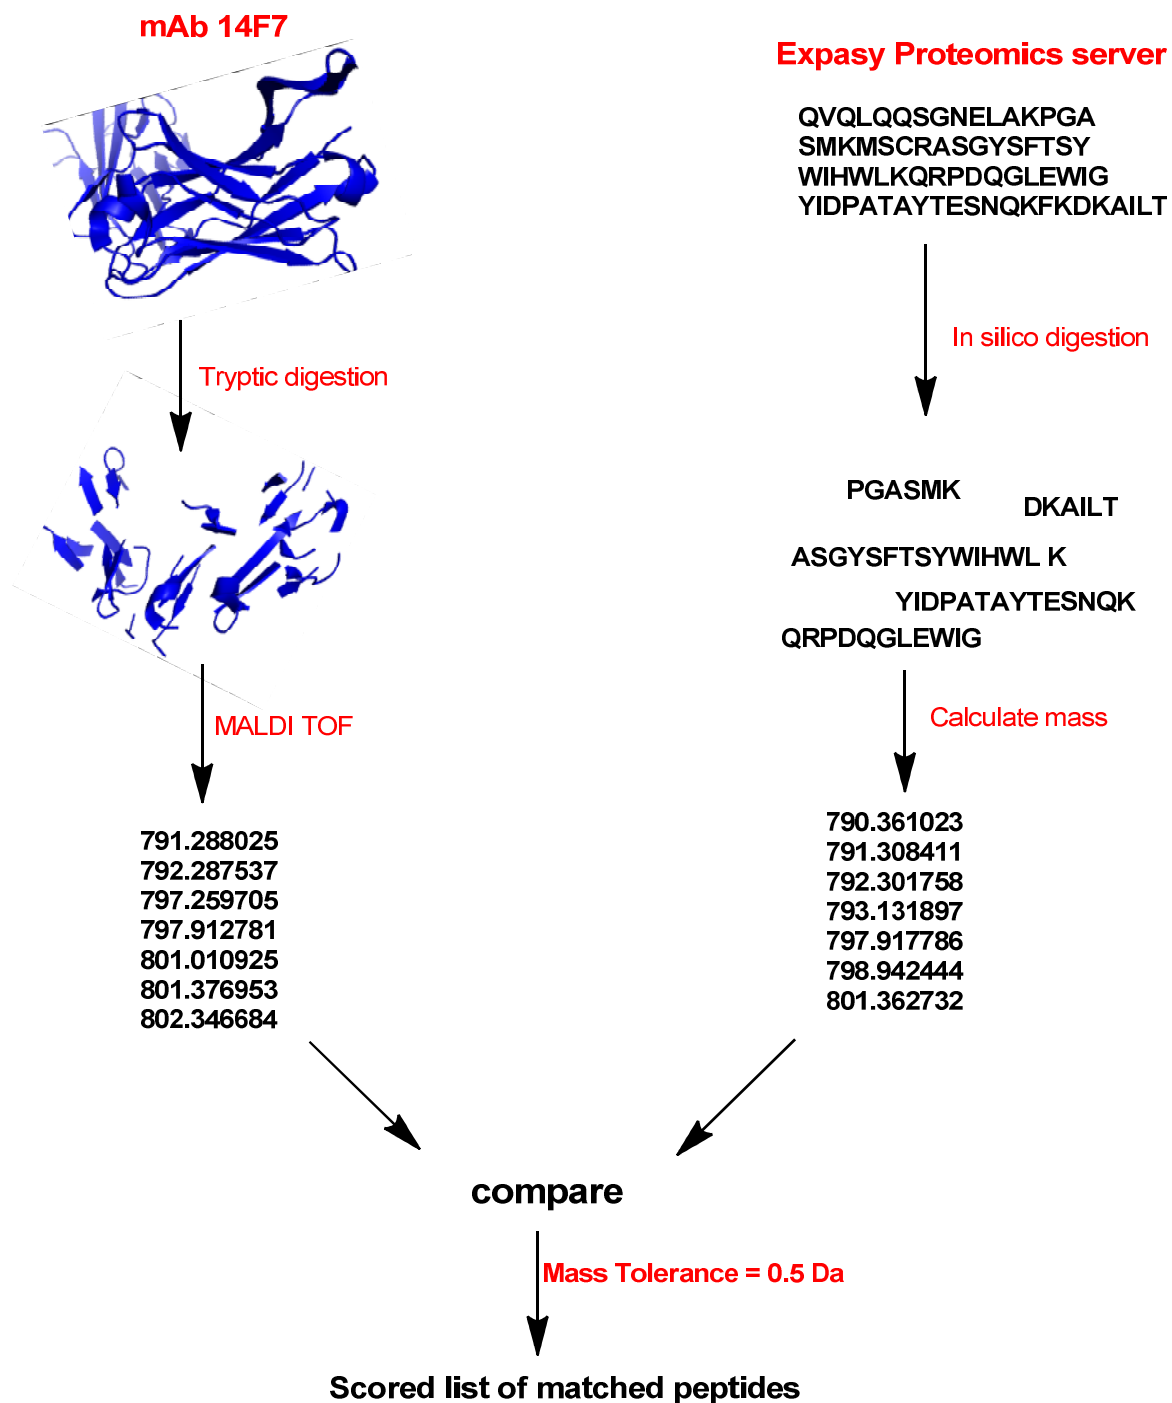 mAb 14F7
Expasy Proteomics server
QVQLQQSGNELAKPGA
SMKMSCRASGYSFTSY
WIHWLKQRPDQGLEWIG
YIDPATAYTESNQKFKDKAILT
In silico digestion
Tryptic digestion
PGASMK
DKAILT
ASGYSFTSYWIHWL K
YIDPATAYTESNQK
QRPDQGLEWIG
MALDI TOF
Calculate mass
791.288025
792.287537
797.259705
797.912781
801.010925
801.376953
802.346684
790.361023
791.308411
792.301758
793.131897
797.917786
798.942444
801.362732
compare
Mass Tolerance = 0.5 Da
Scored list of matched peptides